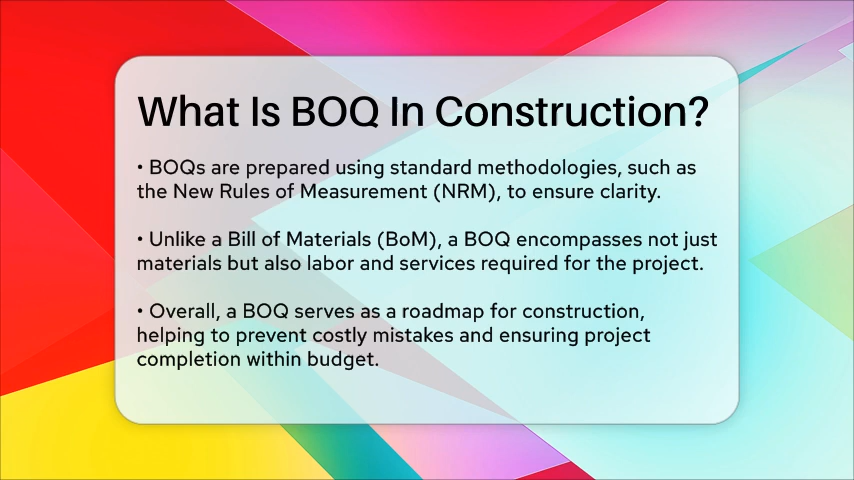 What Is BOQ In Construction?
• BOQs are prepared using standard methodologies, such as
the New Rules of Measurement (NRM), to ensure clarity.
• Unlike a Bill of Materials (BoM), a BOQ encompasses not just
materials but also labor and services required for the project.
• Overall, a BOQ serves as a roadmap for construction,
helping to prevent costly mistakes and ensuring project
completion within budget.